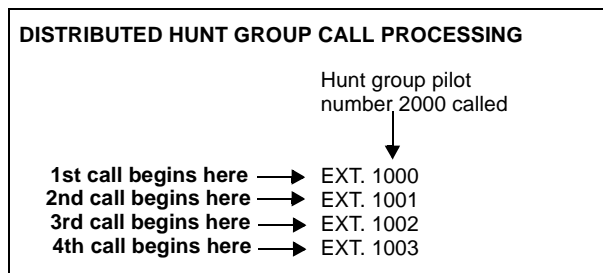 DISTRIBUTED HUNT GROUP CALL PROCESSING
Hunt group pilot
number 2000 called
1st call begins here EXT. 1000
2nd call begins here EXT. 1001
3rd call begins here EXT. 1002
4th call begins here EXT. 1003